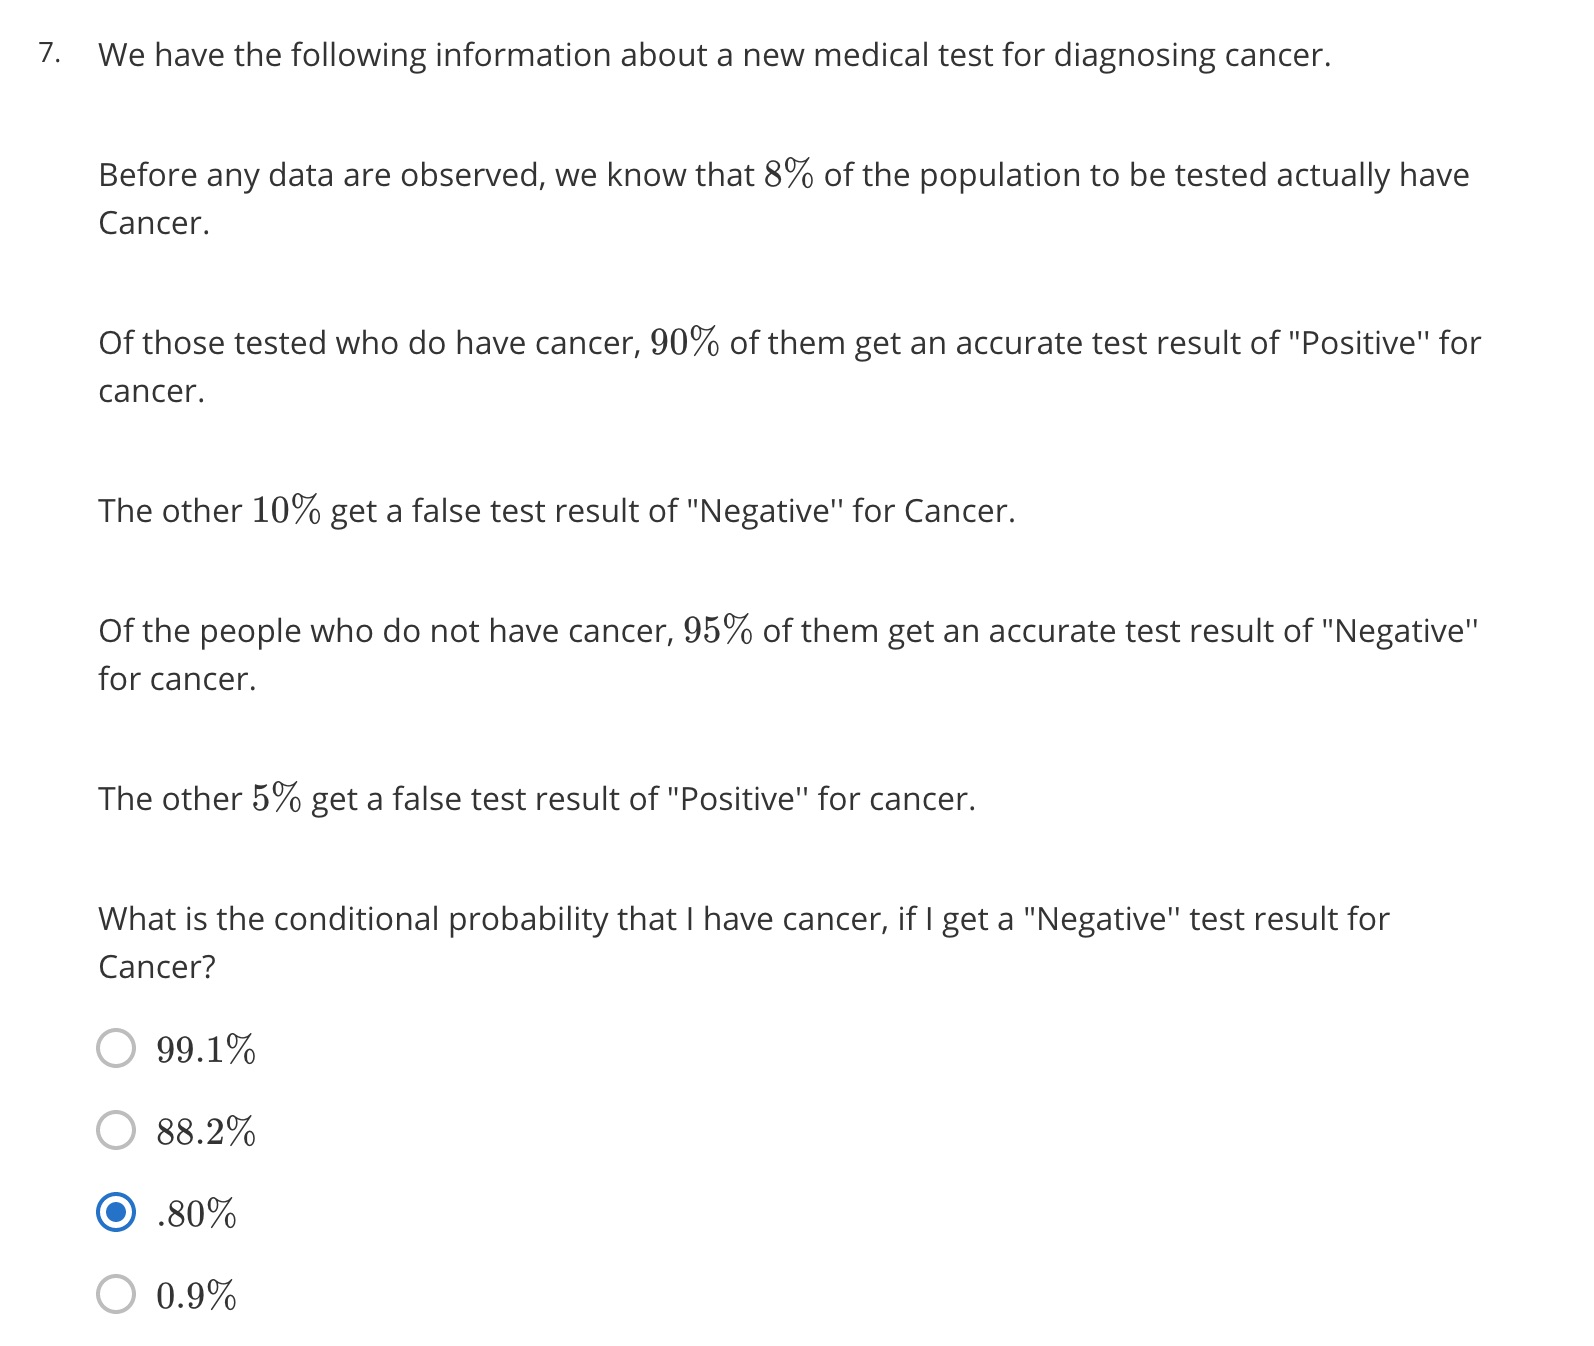 7. We have the following information about a new medical test for diagnosing cancer.
Before any data are observed, we know that 8% of the population to be tested actually have
Cancer.
Of those tested who do have cancer, 90% of them get an accurate test result of "Positive'' for
cancer.
The other 10% get a false test result of "Negative'' for Cancer.
Of the people who do not have cancer, 95% of them get an accurate test result of "Negative''
for cancer.
The other 5% get a false test result of "Positive'' for cancer.
What is the conditional probability that I have cancer, if I get a "Negative'' test result for
Cancer?
99.1%
88.2%
.80%
0.9%